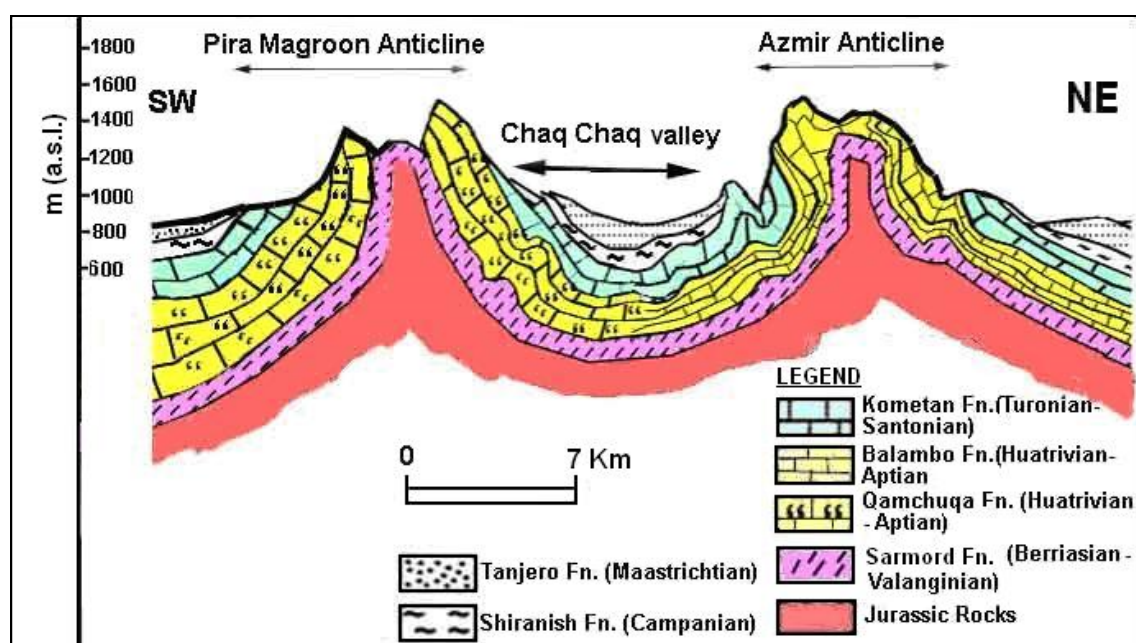 1800
Pira Magroon Anticline
Azmir Anticline
1600
SW
NE
1400
Chaq Chaq valley
1200
m (a.s.l.)
1000
800
600
LEGEND
Kometan Fn.(Turonian-
Santonian)
0
7 Km
Balambo Fn.(Huatrivian-
Aptian
Qamchuqa Fn. (Huatrivian
-Aptian)
Tanjero Fn. (Maastrichtian)
Sarmord Fn. (Berriasian-
Valanginian)
Shiranish Fn. (Campanian)
Jurassic Rocks